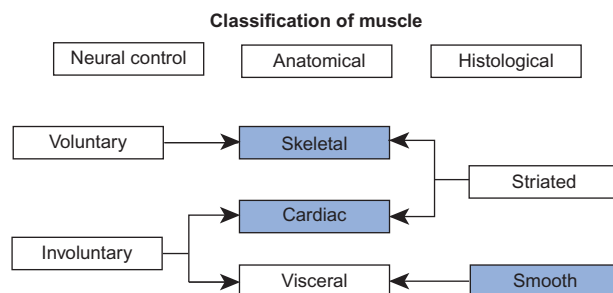 Classification of muscle
Neural control
Anatomical
Histological
Voluntary
Skeletal
Striated
Cardiac
Involuntary
Visceral
Smooth